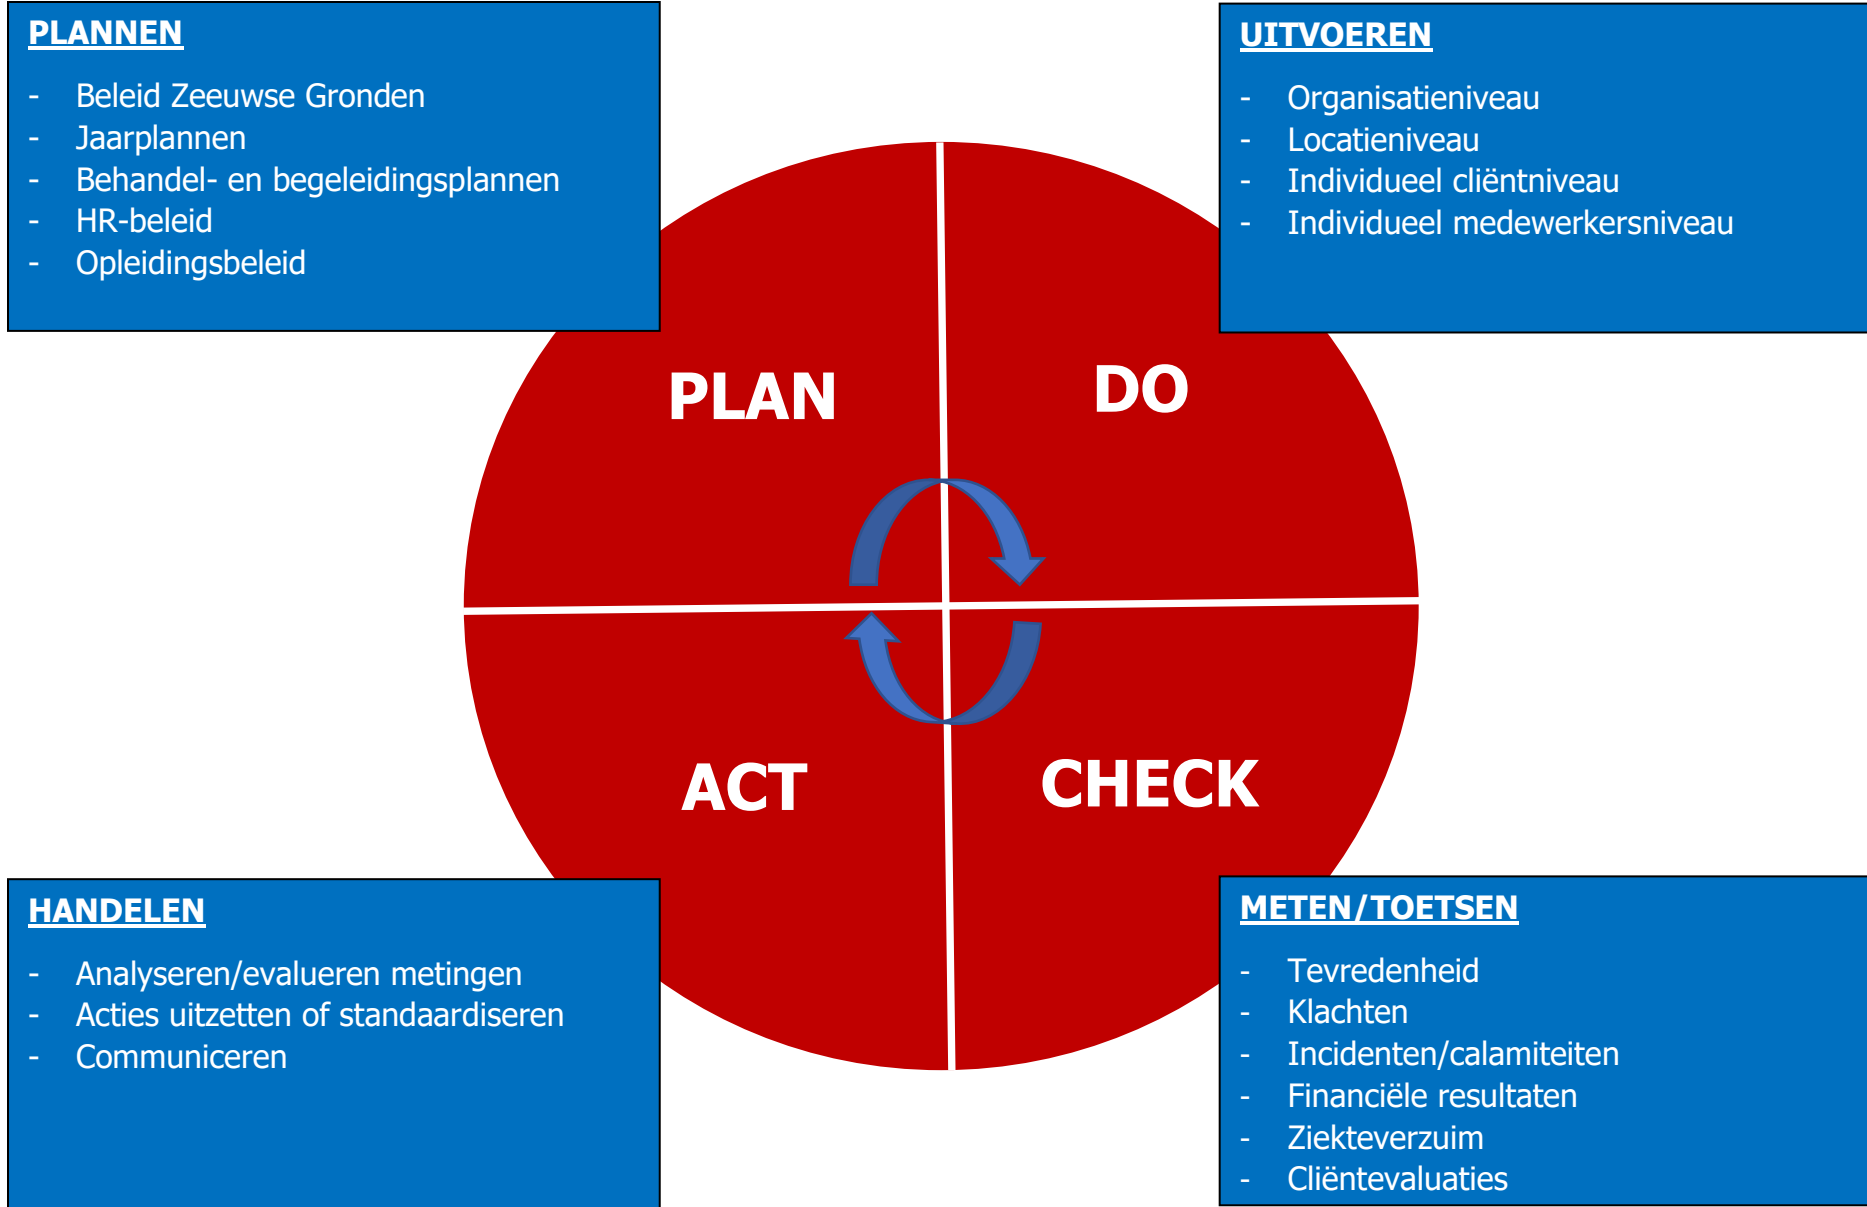 PLANNEN
- Beleid Zeeuwse Gronden
- Jaarplannen
- Behandel- en begeleidingsplannen
- HR-beleid
- Opleidingsbeleid
UITVOEREN
- Organisatieniveau
- Locatieniveau
- Individueel cliëntniveau
- Individueel medewerkersniveau
PLAN
DO
ACT
CHECK
HANDELEN
- Analyseren/evalueren metingen
- Acties uitzetten of standaardiseren
- Communiceren
METEN/TOETSEN
- Tevredenheid
- Klachten
- Incidenten/calamiteiten
- Financiële resultaten
- Ziekteverzuim
- Cliëntevaluaties